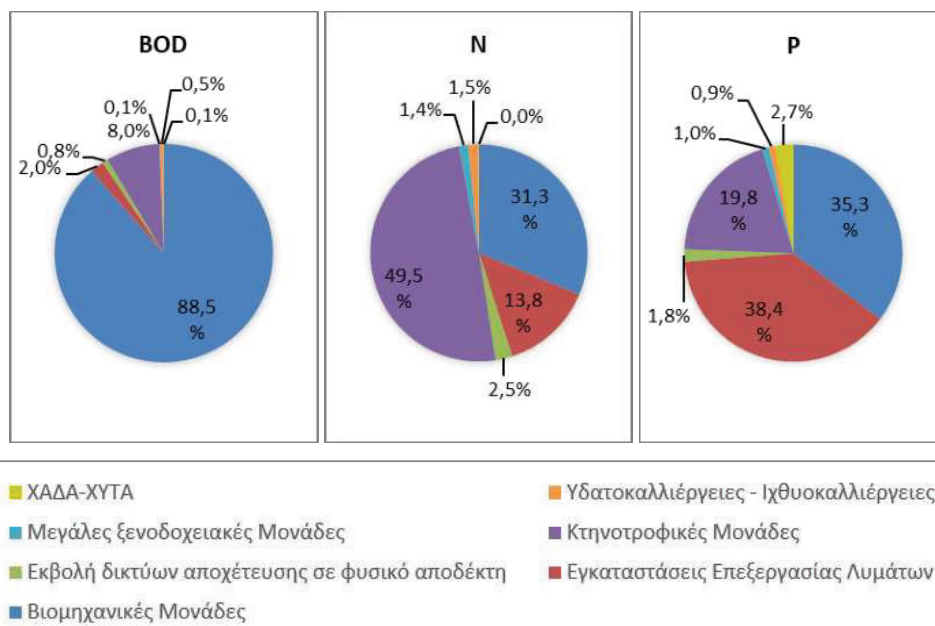 BOD
0,5%
0,1%
0,1%
8,0%
0,8%
2,0%
88,5
%
N
1,5%
1,4%
0,0%
31,3
%
49,5
%
13,8
%
2,5%
P
0,9%
2,7%
1,0%
19,8
%
35,3
%
1,8%
38,4
%
ΧΑΔΑ-ΧΥΤΑ
Υδατοκαλλιέργειες - Ιχθυοκαλλιέργειες
Μεγάλες ξενοδοχειακές Μονάδες
Κτηνοτροφικές Μονάδες
Εκβολή δικτύων αποχέτευσης σε φυσικό αποδέκτη
Εγκαταστάσεις Επεξεργασίας Λυμάτων
Βιομηχανικές Μονάδες